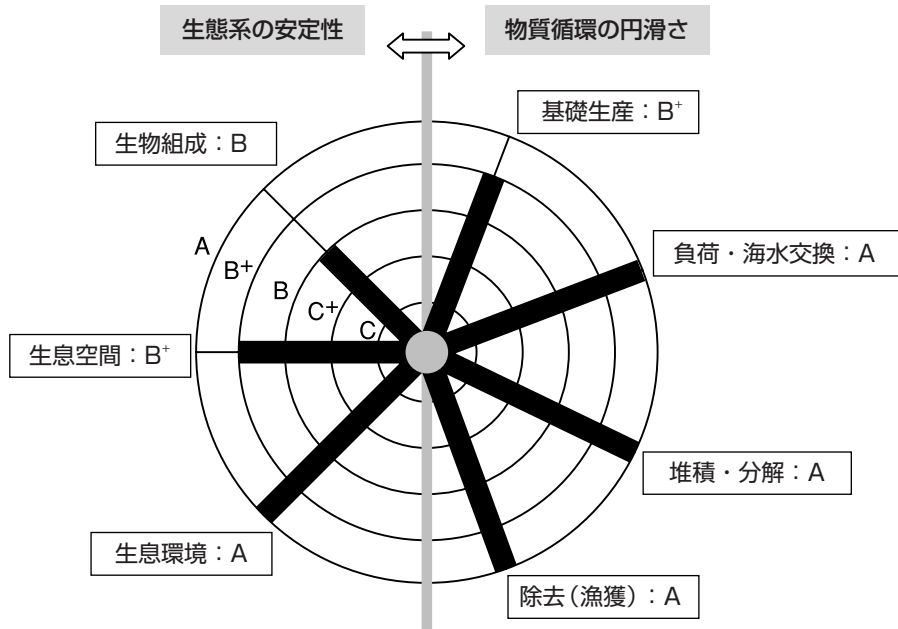 生態系の安定性
物質循環の円滑さ
基礎生産：B⁺
生物組成：B
A
B⁺
B
C⁺
C
負荷・海水交換：A
生息空間：B⁺
堆積・分解：A
生息環境：A
除去（漁獲）：A